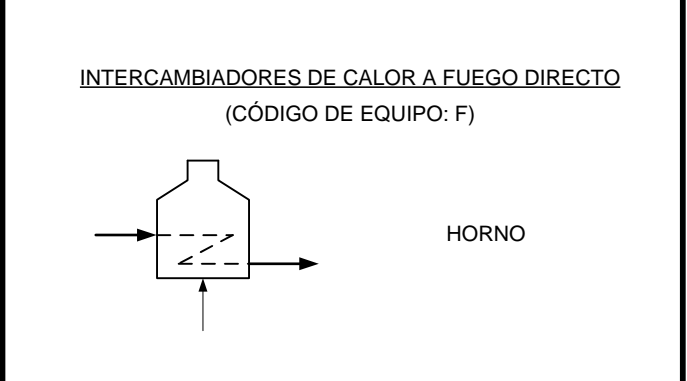 INTERCAMBIADORES DE CALOR A FUEGO DIRECTO
(CÓDIGO DE EQUIPO: F)
HORNO